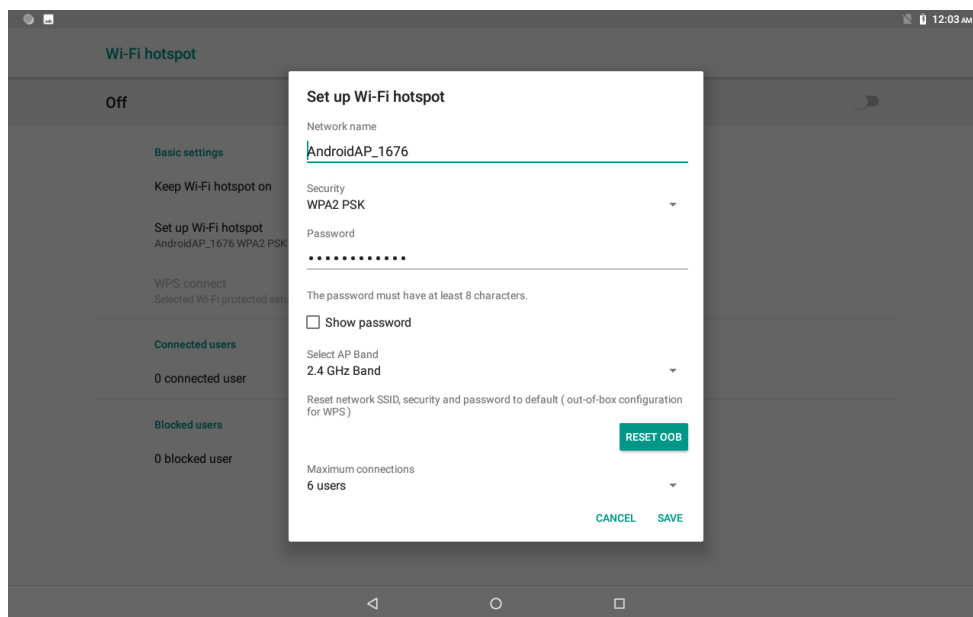 12:03 AM
Wi-Fi hotspot
Off
Basic settings
Keep Wi-Fi hotspot on
Set up Wi-Fi hotspot
AndroidAP_1676 WPA2 PSK
WPS connect
Selected Wi-Fi protected
Connected users
0 connected user
Blocked users
0 blocked user
Set up Wi-Fi hotspot
Network name
AndroidAP_1676
Security
WPA2 PSK
Password
••••••••••••
The password must have at least 8 characters.
Show password
Select AP Band
2.4 GHz Band
Reset network SSID, security and password to default ( out-of-box configuration
for WPS )
RESET OOB
Maximum connections
6 users
CANCEL SAVE